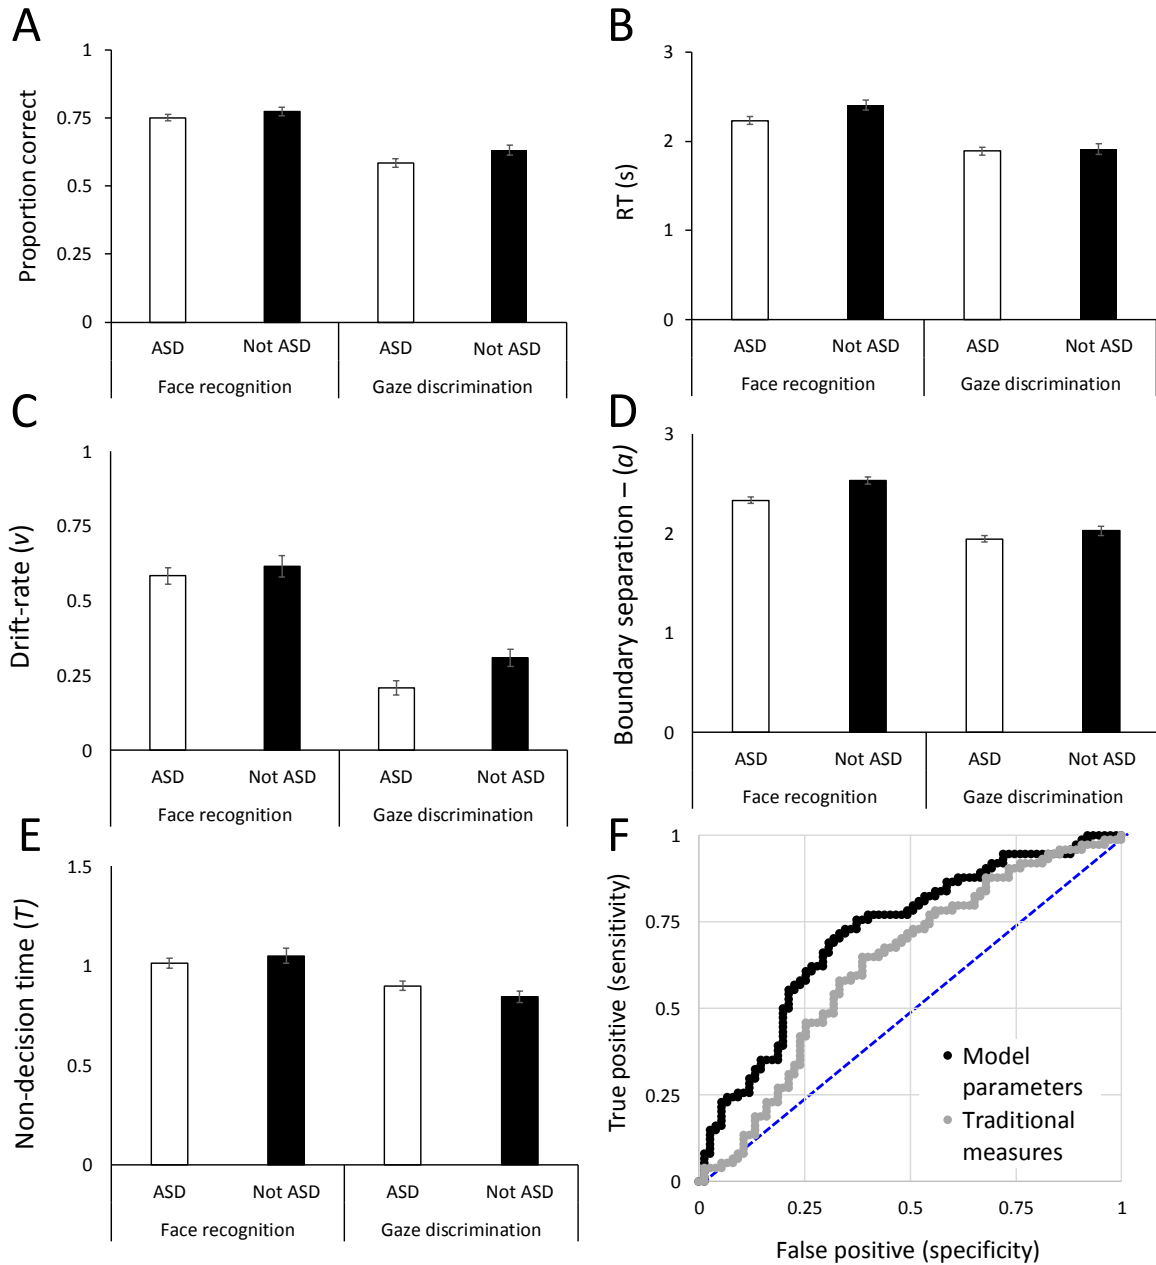 A
Proportion correct
1
0.75
0.5
0.25
0
ASD
Not ASD
ASD
Not ASD
Face recognition
Gaze discrimination
B
RT (s)
3
2
1
0
ASD
Not ASD
ASD
Not ASD
Face recognition
Gaze discrimination
C
Drift-rate (v)
1
0.75
0.5
0.25
0
ASD
Not ASD
ASD
Not ASD
Face recognition
Gaze discrimination
D
Boundary separation – (a)
3
2
1
0
ASD
Not ASD
ASD
Not ASD
Face recognition
Gaze discrimination
E
Non-decision time (T)
1.5
1
0.5
0
ASD
Not ASD
ASD
Not ASD
Face recognition
Gaze discrimination
F
True positive (sensitivity)
1
0.75
0.5
0.25
0
Model
parameters
Traditional
measures
0
0.25
0.5
0.75
1
False positive (specificity)